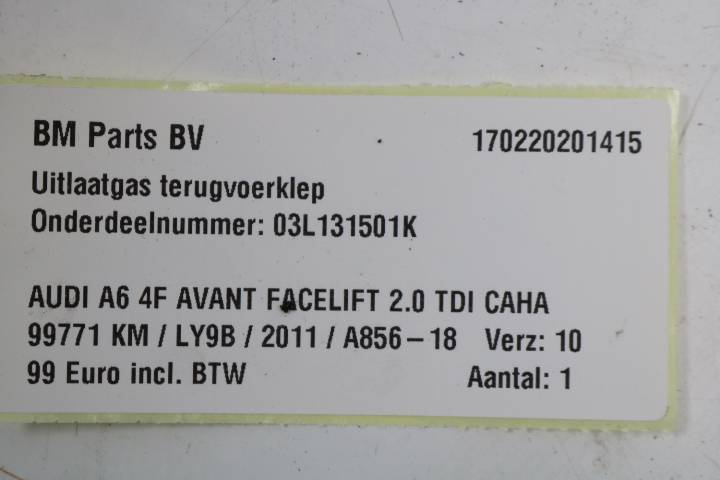 BM Parts BV 170220201415
Uitlaatgas terugvoerklep
Onderdeelnummer: 03L131501K
AUDI A6 4F AVANT FACELIFT 2.0 TDI CAHA
99771 KM / LY9B / 2011 / A856-18 Verz: 10
99 Euro incl. BTW Aantal: 1